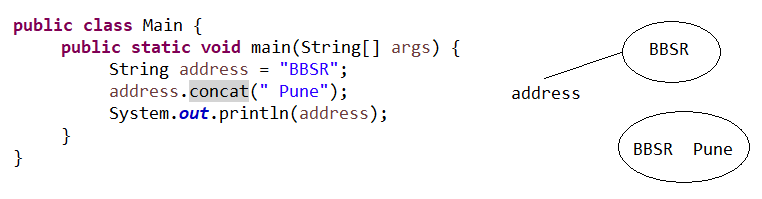 public class Main {
    public static void main(String[] args) {
        String address = "BBSR";
        address.concat(" Pune");
        System.out.println(address);
    }
}
BBSR
address
BBSR  Pune